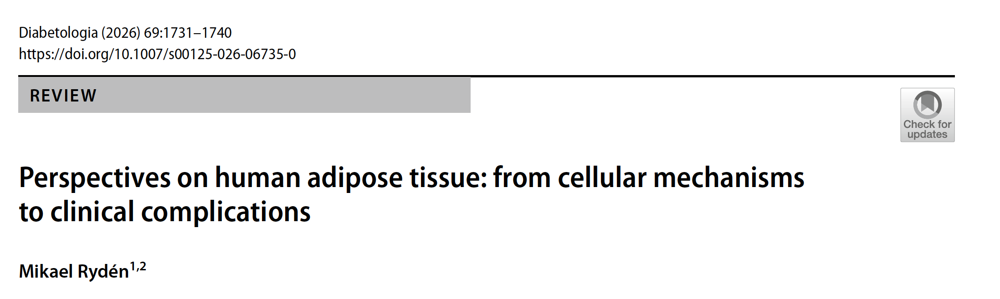 Diabetologia (2026) 69:1731–1740
https://doi.org/10.1007/s00125-026-06735-0
REVIEW
Check for
updates
Perspectives on human adipose tissue: from cellular mechanisms
to clinical complications
Mikael Rydén1,2